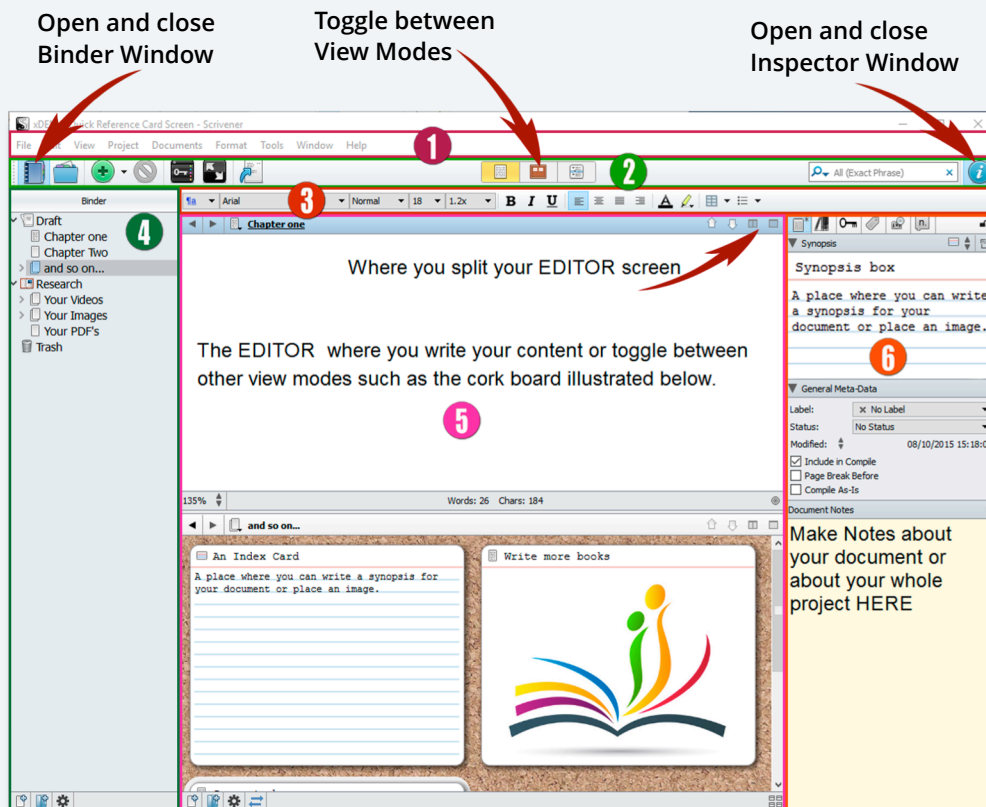 Open and close
Binder Window
Toggle between
View Modes
Open and close
Inspector Window
Quick Reference Card Screen - Scrivener
File Edit View Project Documents Format Tools Window Help
1
2
All (Exact Phrase)
3
Arial Normal 18 1.2x B I U A
Binder
4
Draft
Chapter one
Chapter Two
and so on...
Research
Your Videos
Your Images
Your PDF's
Trash
Chapter one
Where you split your EDITOR screen
The EDITOR where you write your content or toggle between
other view modes such as the cork board illustrated below.
5
135% Words: 26 Chars: 184
and so on...
An Index Card
A place where you can write a synopsis for
your document or place an image.
Write more books
Synopsis
Synopsis box
A place where you can write
a synopsis for your
document or place an image.
6
General Meta-Data
Label: No Label
Status: No Status
Modified: 08/10/2015 15:18:0
Include in Compile
Page Break Before
Compile As-Is
Document Notes
Make Notes about
your document or
about your whole
project HERE